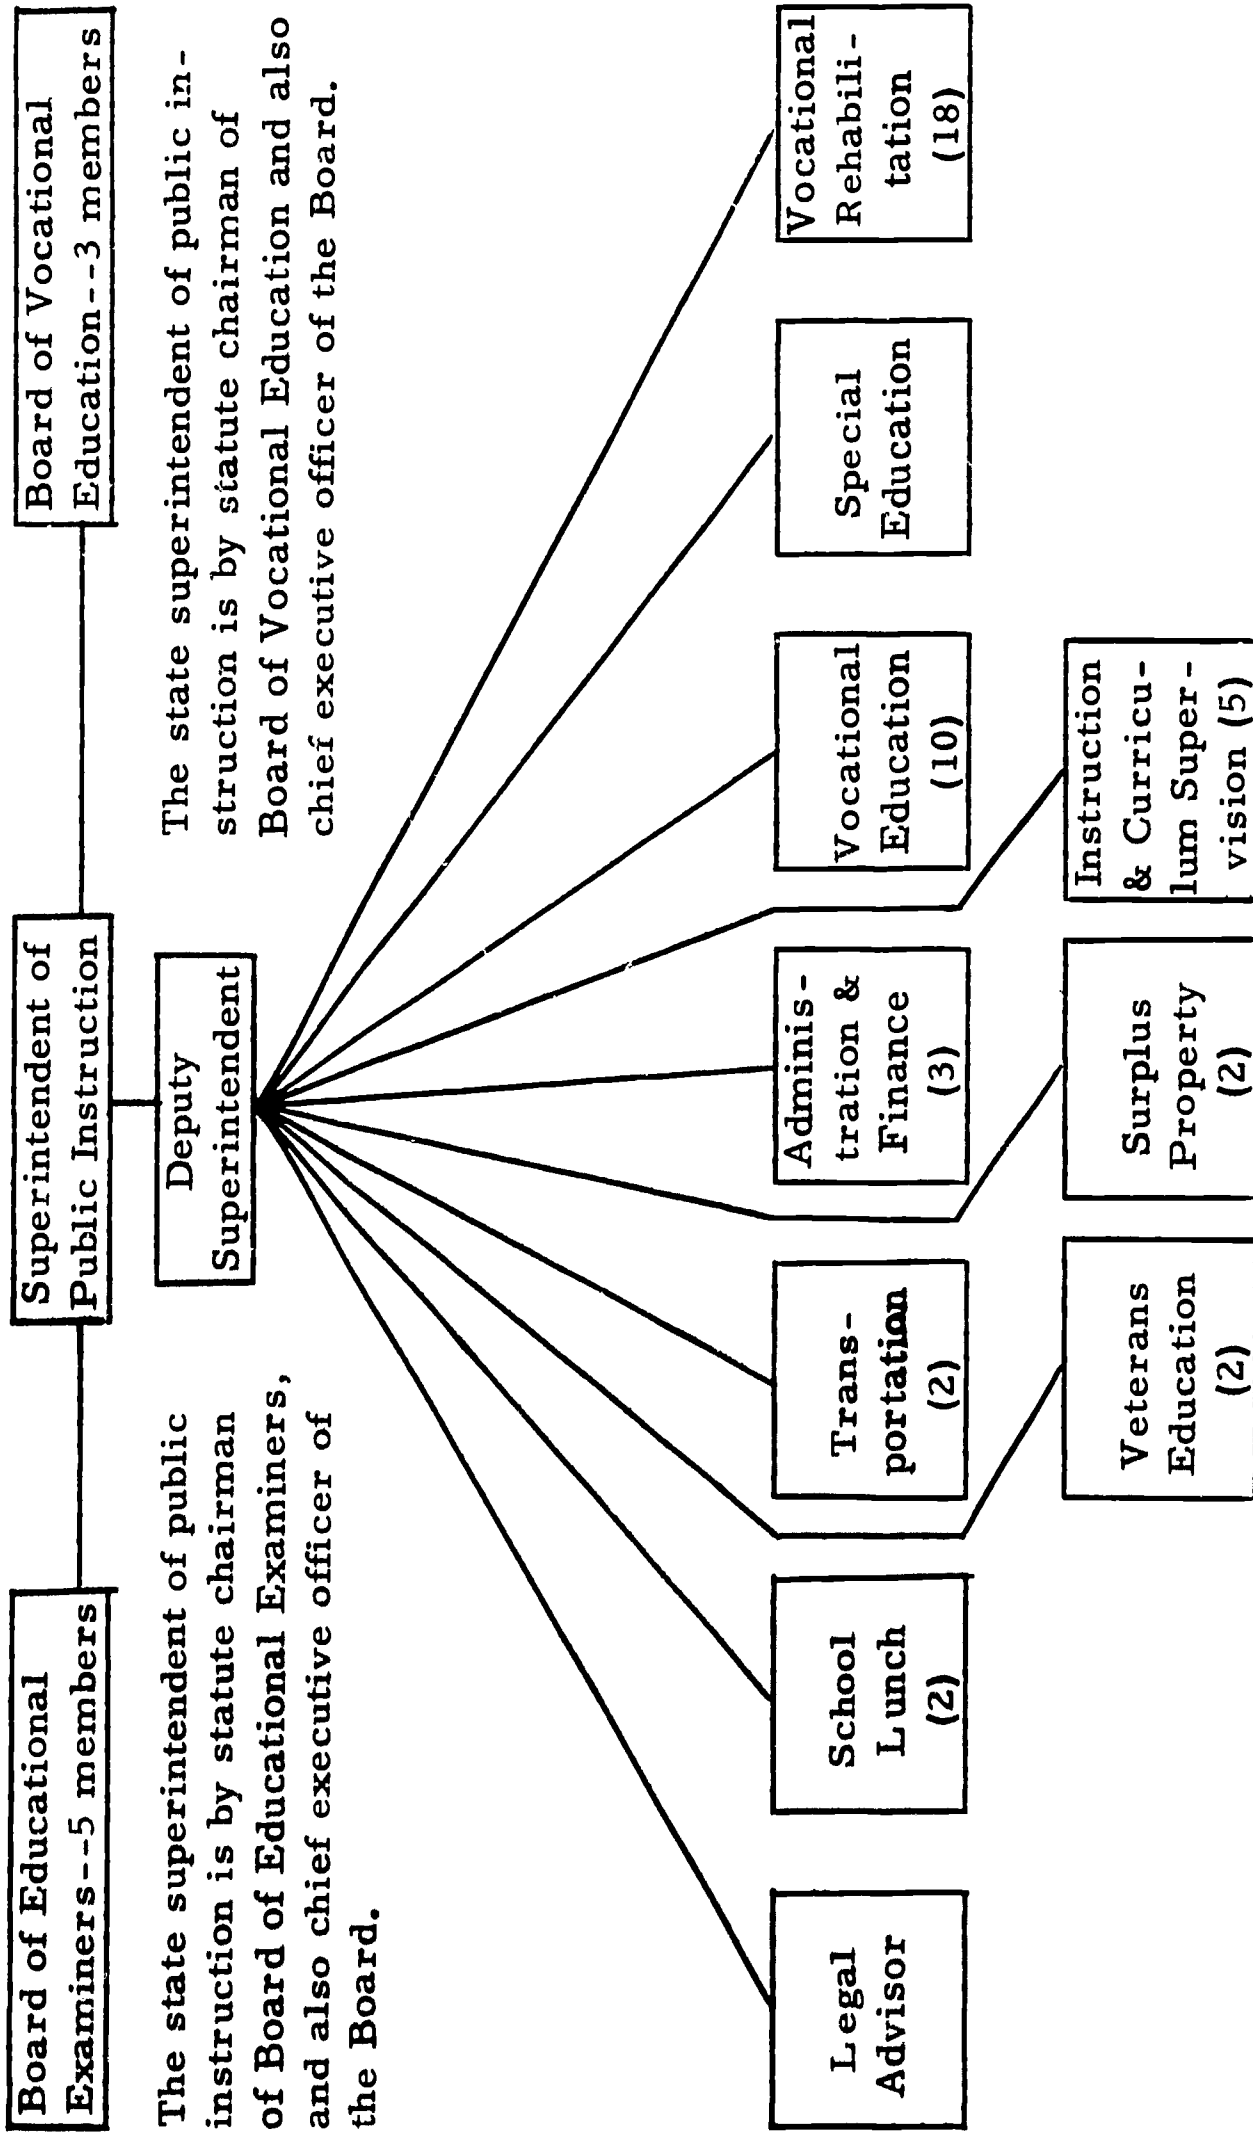 Board of Educational
Examiners--5 members
Superintendent of
Public Instruction
Board of Vocational
Education--3 members
The state superintendent of public
instruction is by statute chairman
of Board of Educational Examiners,
and also chief executive officer of
the Board.
Deputy
Superintendent
The state superintendent of public in-
struction is by statute chairman of
Board of Vocational Education and also
chief executive officer of the Board.
Legal
Advisor
School
Lunch
(2)
Trans-
portation
(2)
Adminis-
tration &
Finance
(3)
Vocational
Education
(10)
Special
Education
Vocational
Rehabili-
tation
(18)
Veterans
Education
(2)
Surplus
Property
(2)
Instruction
& Curricu-
lum Super-
vision (5)